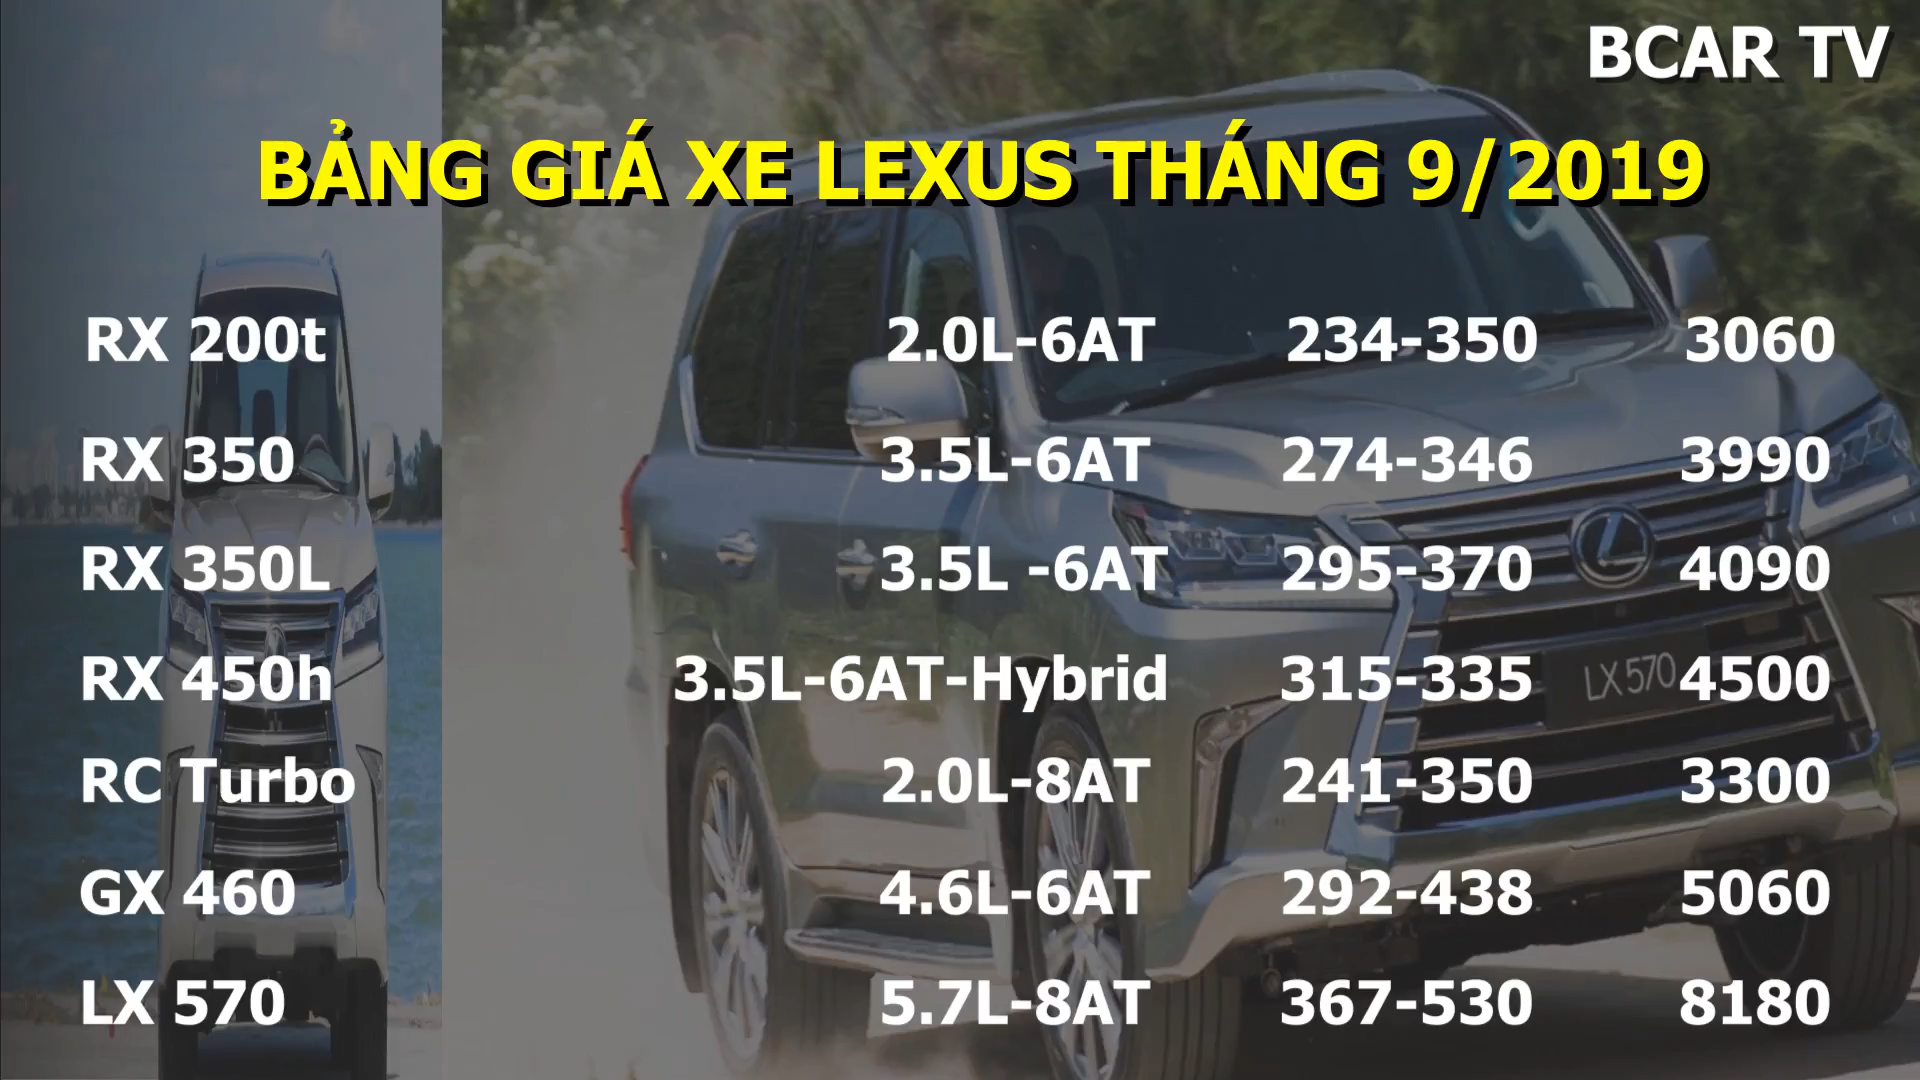 BCAR TV
BẢNG GIÁ XE LEXUS THÁNG 9/2019
RX 200t 2.0L-6AT 234-350 3060
RX 350 3.5L-6AT 274-346 3990
RX 350L 3.5L -6AT 295-370 4090
RX 450h 3.5L-6AT-Hybrid 315-335 LX570 4500
RC Turbo 2.0L-8AT 241-350 3300
GX 460 4.6L-6AT 292-438 5060
LX 570 5.7L-8AT 367-530 8180